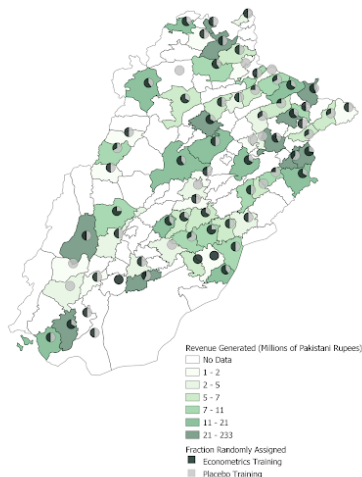 Revenue Generated (Millions of Pakistani Rupees)
No Data
1 - 2
2 - 5
5 - 7
7 - 11
11 - 21
21 - 233
Fraction Randomly Assigned
Econometrics Training
Placebo Training